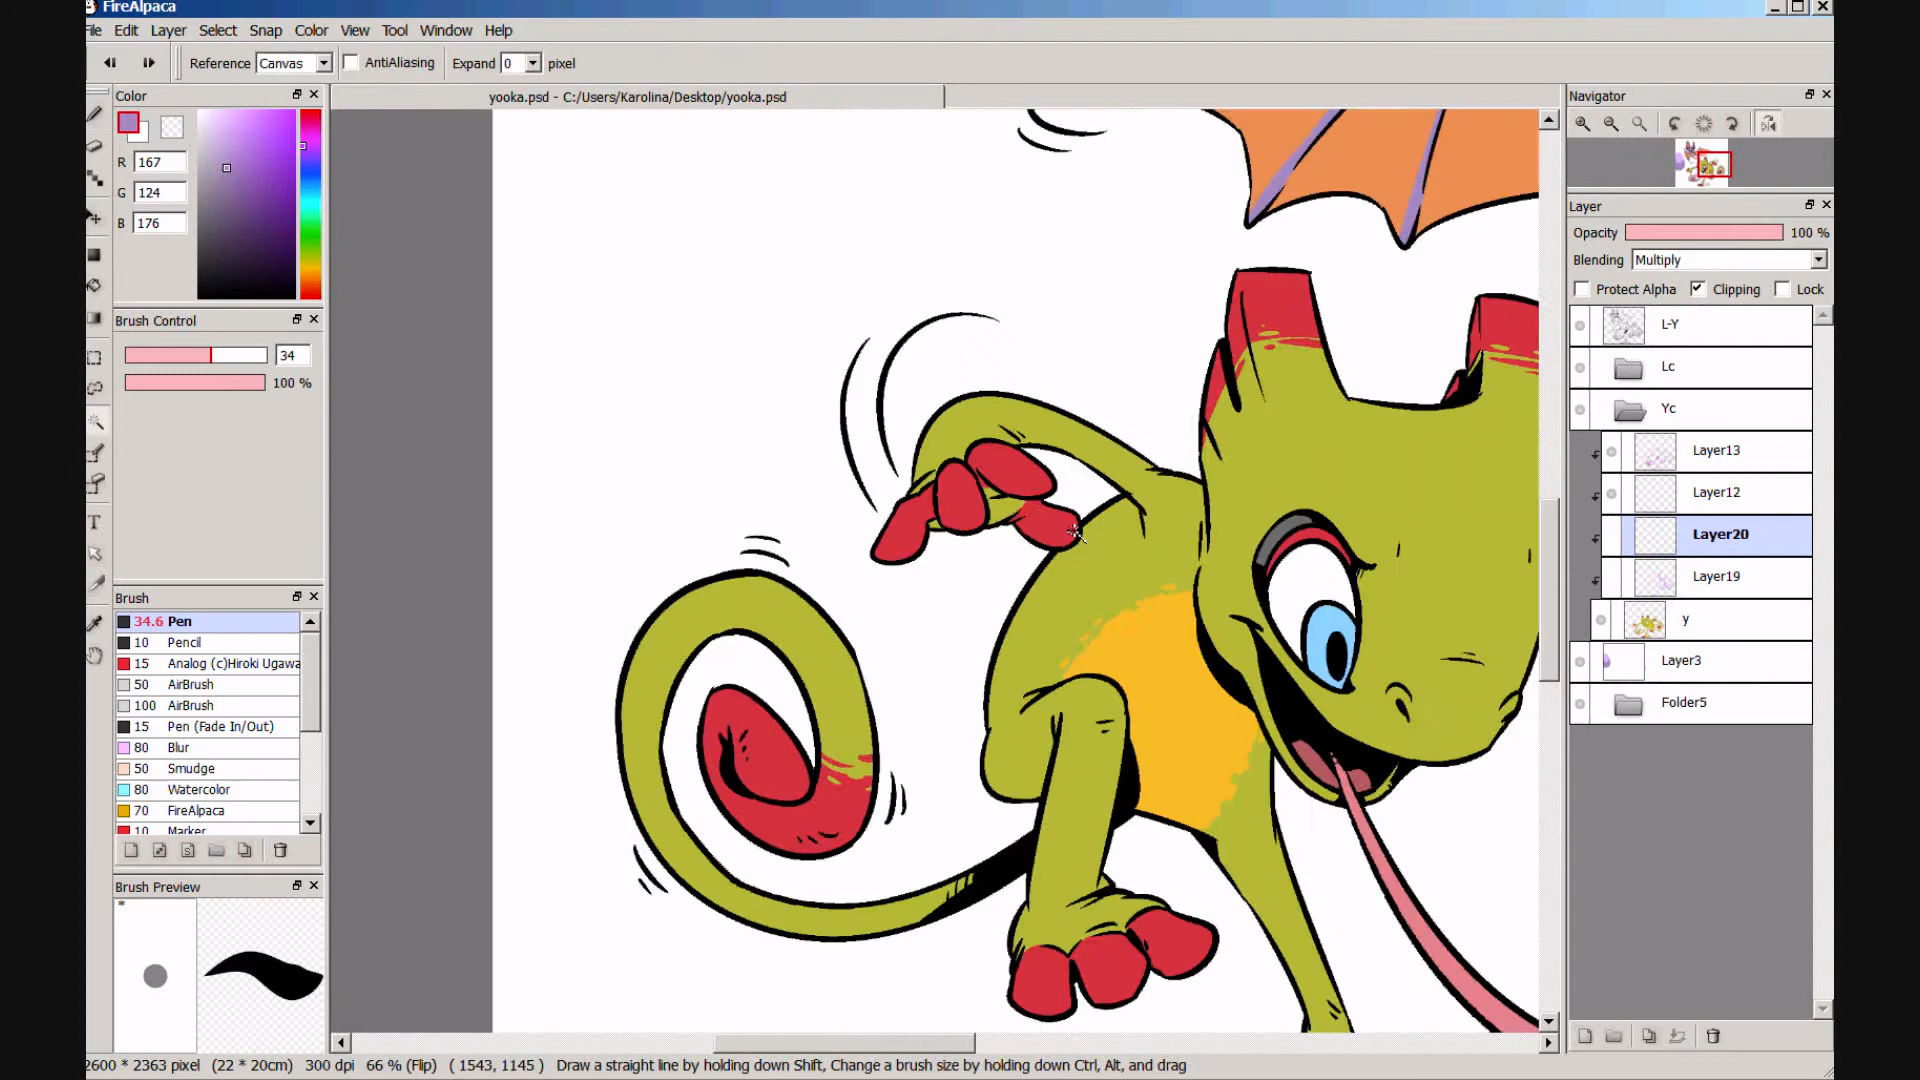 FireAlpaca
File Edit Layer Select Snap Color View Tool Window Help
Reference Canvas AntiAliasing Expand 0 pixel
Color
yooka.psd - C:/Users/Karolina/Desktop/yooka.psd
Navigator
R 167
G 124
B 176
Layer
Opacity 100 %
Blending Multiply
Protect Alpha Clipping Lock
Brush Control
34
100 %
L-Y
Lc
Yc
Layer13
Layer12
Layer20
Layer19
y
Layer3
Folder5
Brush
34.6 Pen
10 Pencil
15 Analog (c)Hiroki Ugawa
50 AirBrush
100 AirBrush
15 Pen (Fade In/Out)
80 Blur
50 Smudge
80 Watercolor
70 FireAlpaca
10 Marker
Brush Preview
*
2600 * 2363 pixel (22 * 20cm) 300 dpi 66 % (Flip) ( 1543, 1145 ) Draw a straight line by holding down Shift, Change a brush size by holding down Ctrl, Alt, and drag